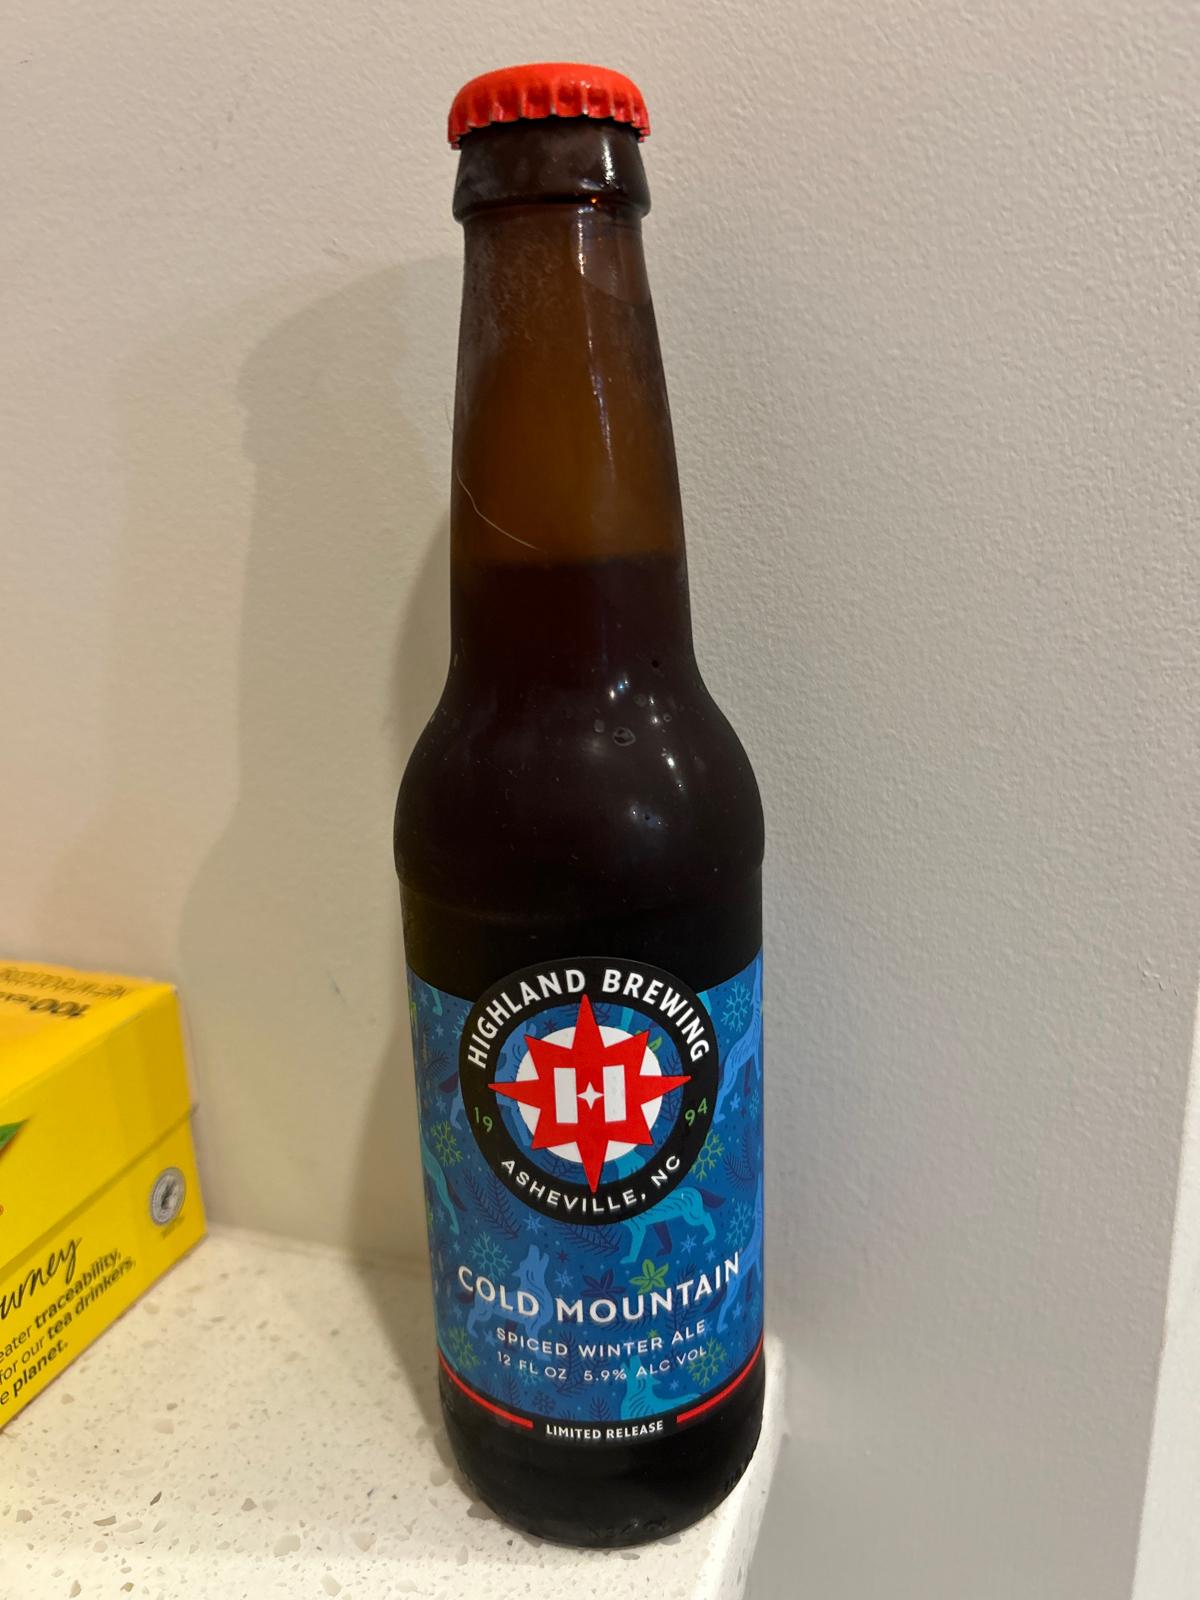 HIGHLAND BREWING
19 94
ASHEVILLE, NC
COLD MOUNTAIN
SPICED WINTER ALE
12 FL OZ 5.9% ALC VOL
LIMITED RELEASE
100
traceability,
for our tea drinkers,
planet.